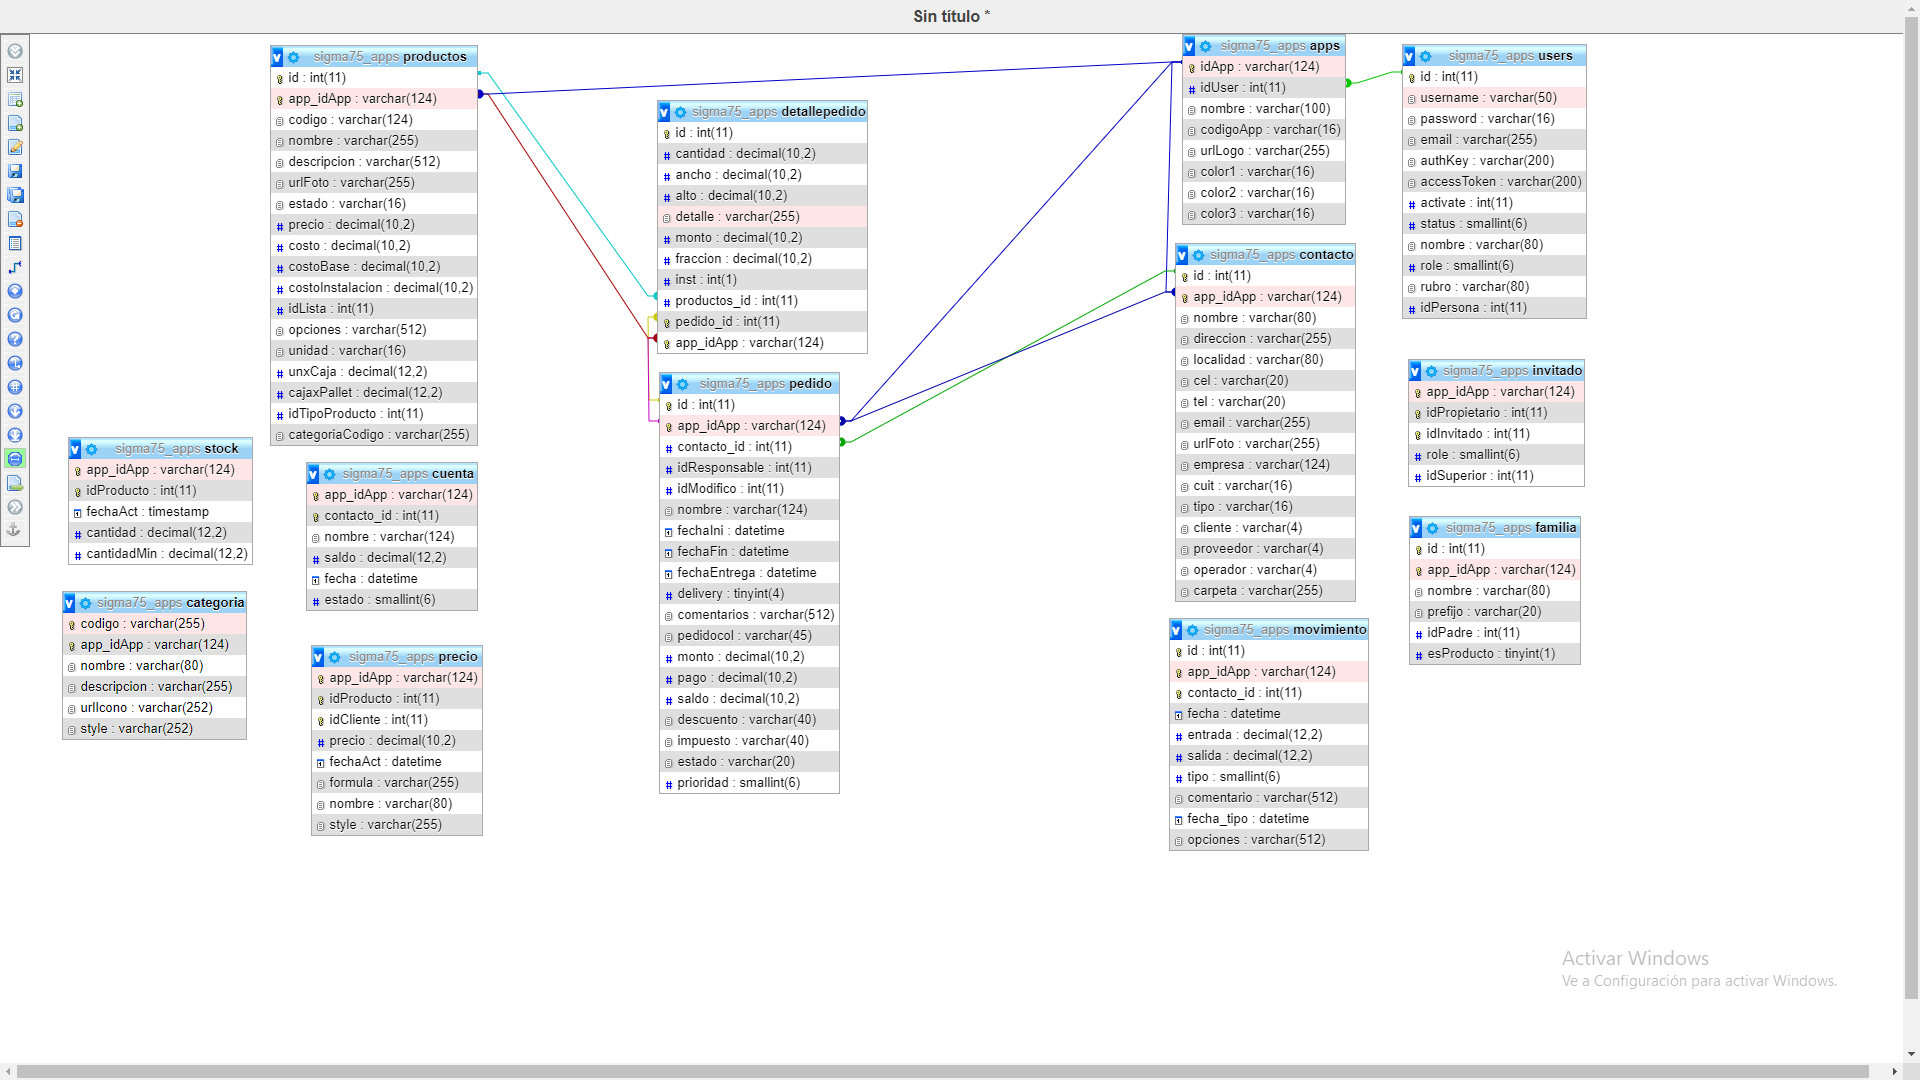 Sin título *
sigma75_apps productos
id : int(11)
app_idApp : varchar(124)
codigo : varchar(124)
nombre : varchar(255)
descripcion : varchar(512)
urlFoto : varchar(255)
estado : varchar(16)
precio : decimal(10,2)
costo : decimal(10,2)
costoBase : decimal(10,2)
costoInstalacion : decimal(10,2)
idLista : int(11)
opciones : varchar(512)
unidad : varchar(16)
unxCaja : decimal(12,2)
cajaxPallet : decimal(12,2)
idTipoProducto : int(11)
categoriaCodigo : varchar(255)
sigma75_apps stock
app_idApp : varchar(124)
idProducto : int(11)
fechaAct : timestamp
cantidad : decimal(12,2)
cantidadMin : decimal(12,2)
sigma75_apps categoria
codigo : varchar(255)
app_idApp : varchar(124)
nombre : varchar(80)
descripcion : varchar(255)
urlIcono : varchar(252)
style : varchar(252)
sigma75_apps cuenta
app_idApp : varchar(124)
contacto_id : int(11)
nombre : varchar(124)
saldo : decimal(12,2)
fecha : datetime
estado : smallint(6)
sigma75_apps precio
app_idApp : varchar(124)
idProducto : int(11)
idCliente : int(11)
precio : decimal(10,2)
fechaAct : datetime
formula : varchar(255)
nombre : varchar(80)
style : varchar(255)
sigma75_apps detallepedido
id : int(11)
cantidad : decimal(10,2)
ancho : decimal(10,2)
alto : decimal(10,2)
detalle : varchar(255)
monto : decimal(10,2)
fraccion : decimal(10,2)
inst : int(1)
productos_id : int(11)
pedido_id : int(11)
app_idApp : varchar(124)
sigma75_apps pedido
id : int(11)
app_idApp : varchar(124)
contacto_id : int(11)
idResponsable : int(11)
idModifico : int(11)
nombre : varchar(124)
fechaIni : datetime
fechaFin : datetime
fechaEntrega : datetime
delivery : tinyint(4)
comentarios : varchar(512)
pedidocol : varchar(45)
monto : decimal(10,2)
pago : decimal(10,2)
saldo : decimal(10,2)
descuento : varchar(40)
impuesto : varchar(40)
estado : varchar(20)
prioridad : smallint(6)
sigma75_apps apps
idApp : varchar(124)
idUser : int(11)
nombre : varchar(100)
codigoApp : varchar(16)
urlLogo : varchar(255)
color1 : varchar(16)
color2 : varchar(16)
color3 : varchar(16)
sigma75_apps contacto
id : int(11)
app_idApp : varchar(124)
nombre : varchar(80)
direccion : varchar(255)
localidad : varchar(80)
cel : varchar(20)
tel : varchar(20)
email : varchar(255)
urlFoto : varchar(255)
empresa : varchar(124)
cuit : varchar(16)
tipo : varchar(16)
cliente : varchar(4)
proveedor : varchar(4)
operador : varchar(4)
carpeta : varchar(255)
sigma75_apps movimiento
id : int(11)
app_idApp : varchar(124)
contacto_id : int(11)
fecha : datetime
entrada : decimal(12,2)
salida : decimal(12,2)
tipo : smallint(6)
comentario : varchar(512)
fecha_tipo : datetime
opciones : varchar(512)
sigma75_apps users
id : int(11)
username : varchar(50)
password : varchar(16)
email : varchar(255)
authKey : varchar(200)
accessToken : varchar(200)
activate : int(11)
status : smallint(6)
nombre : varchar(80)
role : smallint(6)
rubro : varchar(80)
idPersona : int(11)
sigma75_apps invitado
app_idApp : varchar(124)
idPropietario : int(11)
idInvitado : int(11)
role : smallint(6)
idSuperior : int(11)
sigma75_apps familia
id : int(11)
app_idApp : varchar(124)
nombre : varchar(80)
prefijo : varchar(20)
idPadre : int(11)
esProducto : tinyint(1)
Activar Windows
Ve a Configuración para activar Windows.